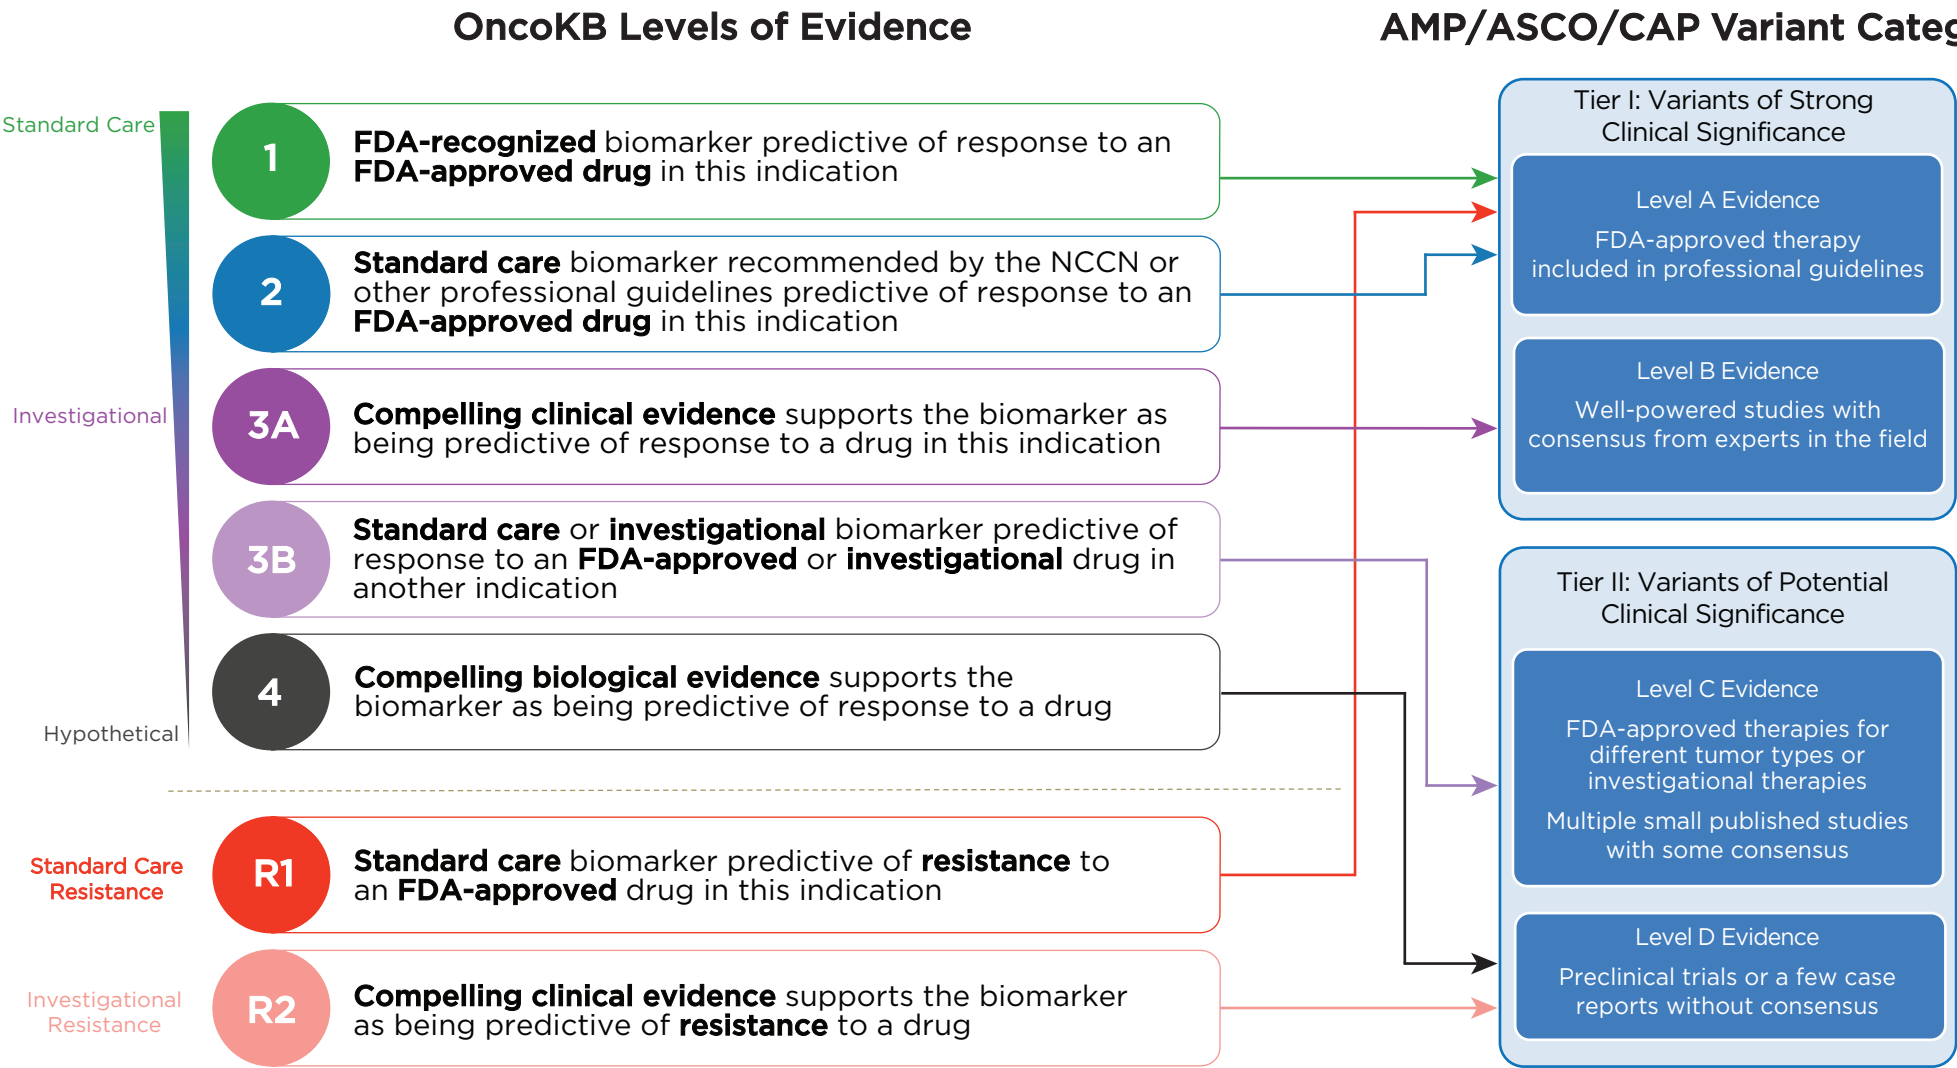 OncoKB Levels of Evidence
AMP/ASCO/CAP Variant Categ
Standard Care
Investigational
Hypothetical
1
FDA-recognized biomarker predictive of response to an
FDA-approved drug in this indication
2
Standard care biomarker recommended by the NCCN or
other professional guidelines predictive of response to an
FDA-approved drug in this indication
3A
Compelling clinical evidence supports the biomarker as
being predictive of response to a drug in this indication
3B
Standard care or investigational biomarker predictive of
response to an FDA-approved or investigational drug in
another indication
4
Compelling biological evidence supports the
biomarker as being predictive of response to a drug
Standard Care
Resistance
R1
Standard care biomarker predictive of resistance to
an FDA-approved drug in this indication
Investigational
Resistance
R2
Compelling clinical evidence supports the biomarker
as being predictive of resistance to a drug
Tier I: Variants of Strong
Clinical Significance
Level A Evidence
FDA-approved therapy
included in professional guidelines
Level B Evidence
Well-powered studies with
consensus from experts in the field
Tier II: Variants of Potential
Clinical Significance
Level C Evidence
FDA-approved therapies for
different tumor types or
investigational therapies
Multiple small published studies
with some consensus
Level D Evidence
Preclinical trials or a few case
reports without consensus